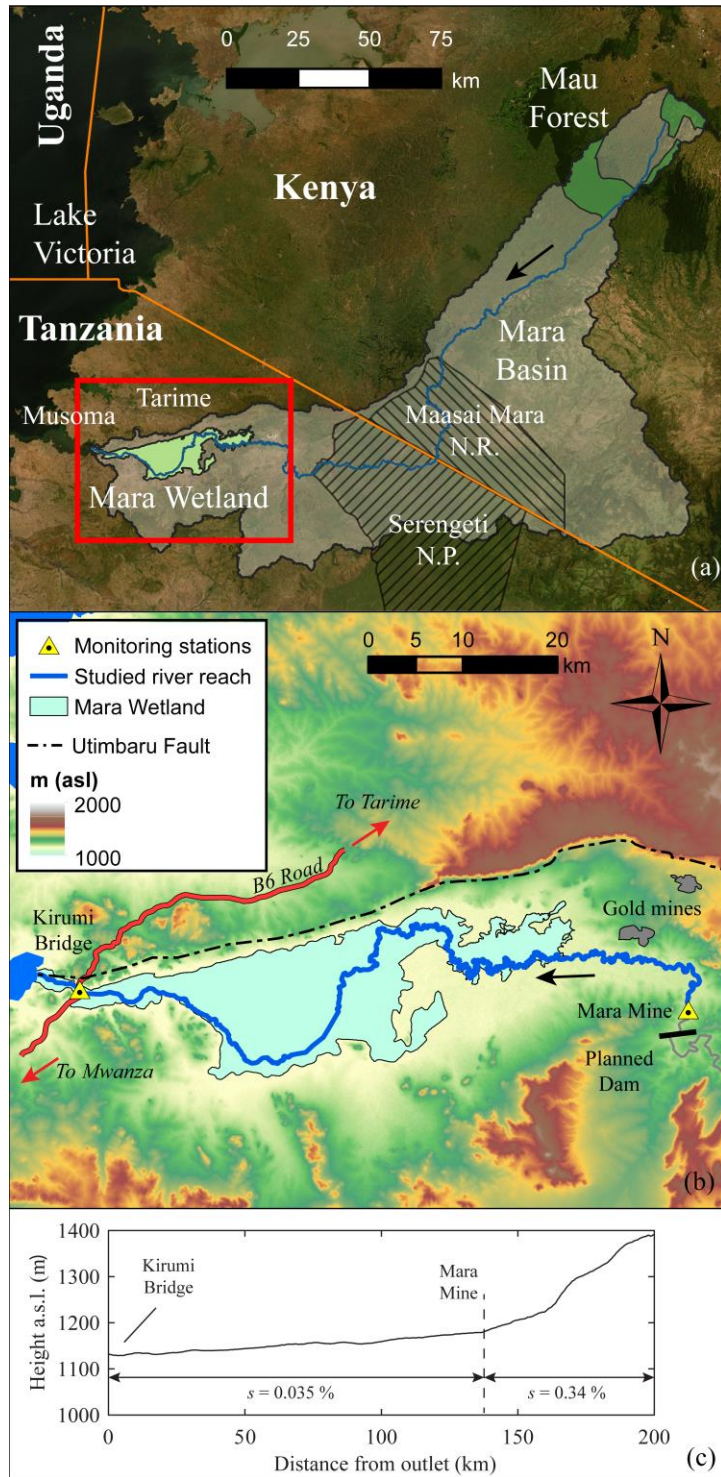 0 25 50 75
km
Uganda
Mau
Forest
Kenya
Lake
Victoria
Tanzania
Mara
Basin
Tarime
Musoma
Maasai Mara
N.R.
Mara Wetland
Serengeti
N.P.
(a)
Monitoring stations
Studied river reach
Mara Wetland
Utimbaru Fault
m (asl)
2000
1000
0 5 10 20
km
N
To Tarime
B6 Road
Kirumi
Bridge
Gold mines
Mara Mine
Planned
Dam
To Mwanza
(b)
1400
1300
1200
1100
1000
Height a.s.l. (m)
Kirumi
Bridge
Mara
Mine
s = 0.035 %
s = 0.34 %
0 50 100 150 200
Distance from outlet (km)
(c)